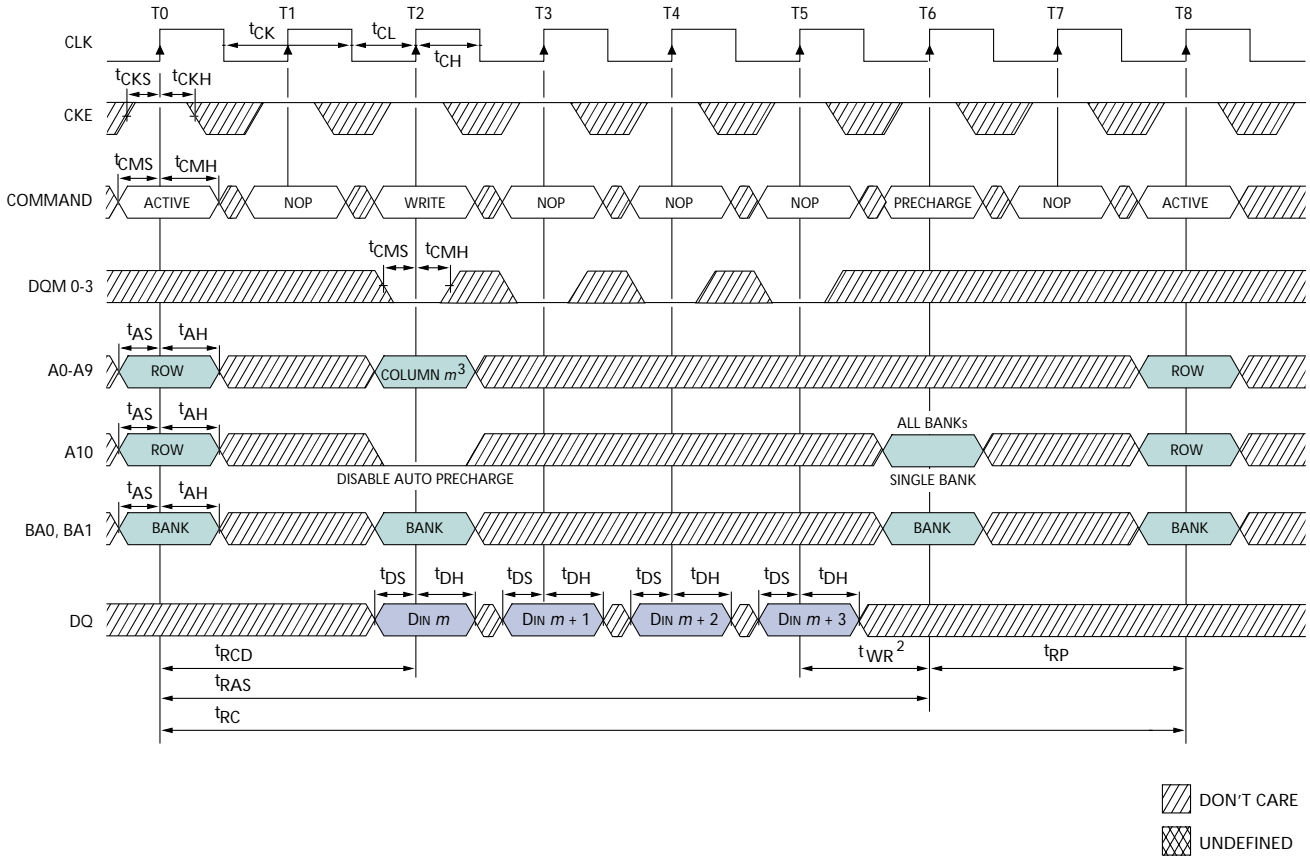 T0 T1 T2 T3 T4 T5 T6 T7 T8
CLK
tCK tCL
tCH
tCKS tCKH
CKE
tCMS tCMH
COMMAND ACTIVE NOP WRITE NOP NOP NOP PRECHARGE NOP ACTIVE
tCMS tCMH
DQM 0-3
tAS tAH
A0-A9 ROW COLUMN m3 ROW
tAS tAH
ALL BANKs
A10 ROW ROW
DISABLE AUTO PRECHARGE SINGLE BANK
tAS tAH
BA0, BA1 BANK BANK BANK BANK
tDS tDH tDS tDH tDS tDH tDS tDH
DQ DIN m DIN m + 1 DIN m + 2 DIN m + 3
tRCD tWR2 tRP
tRAS
tRC
DON'T CARE
UNDEFINED